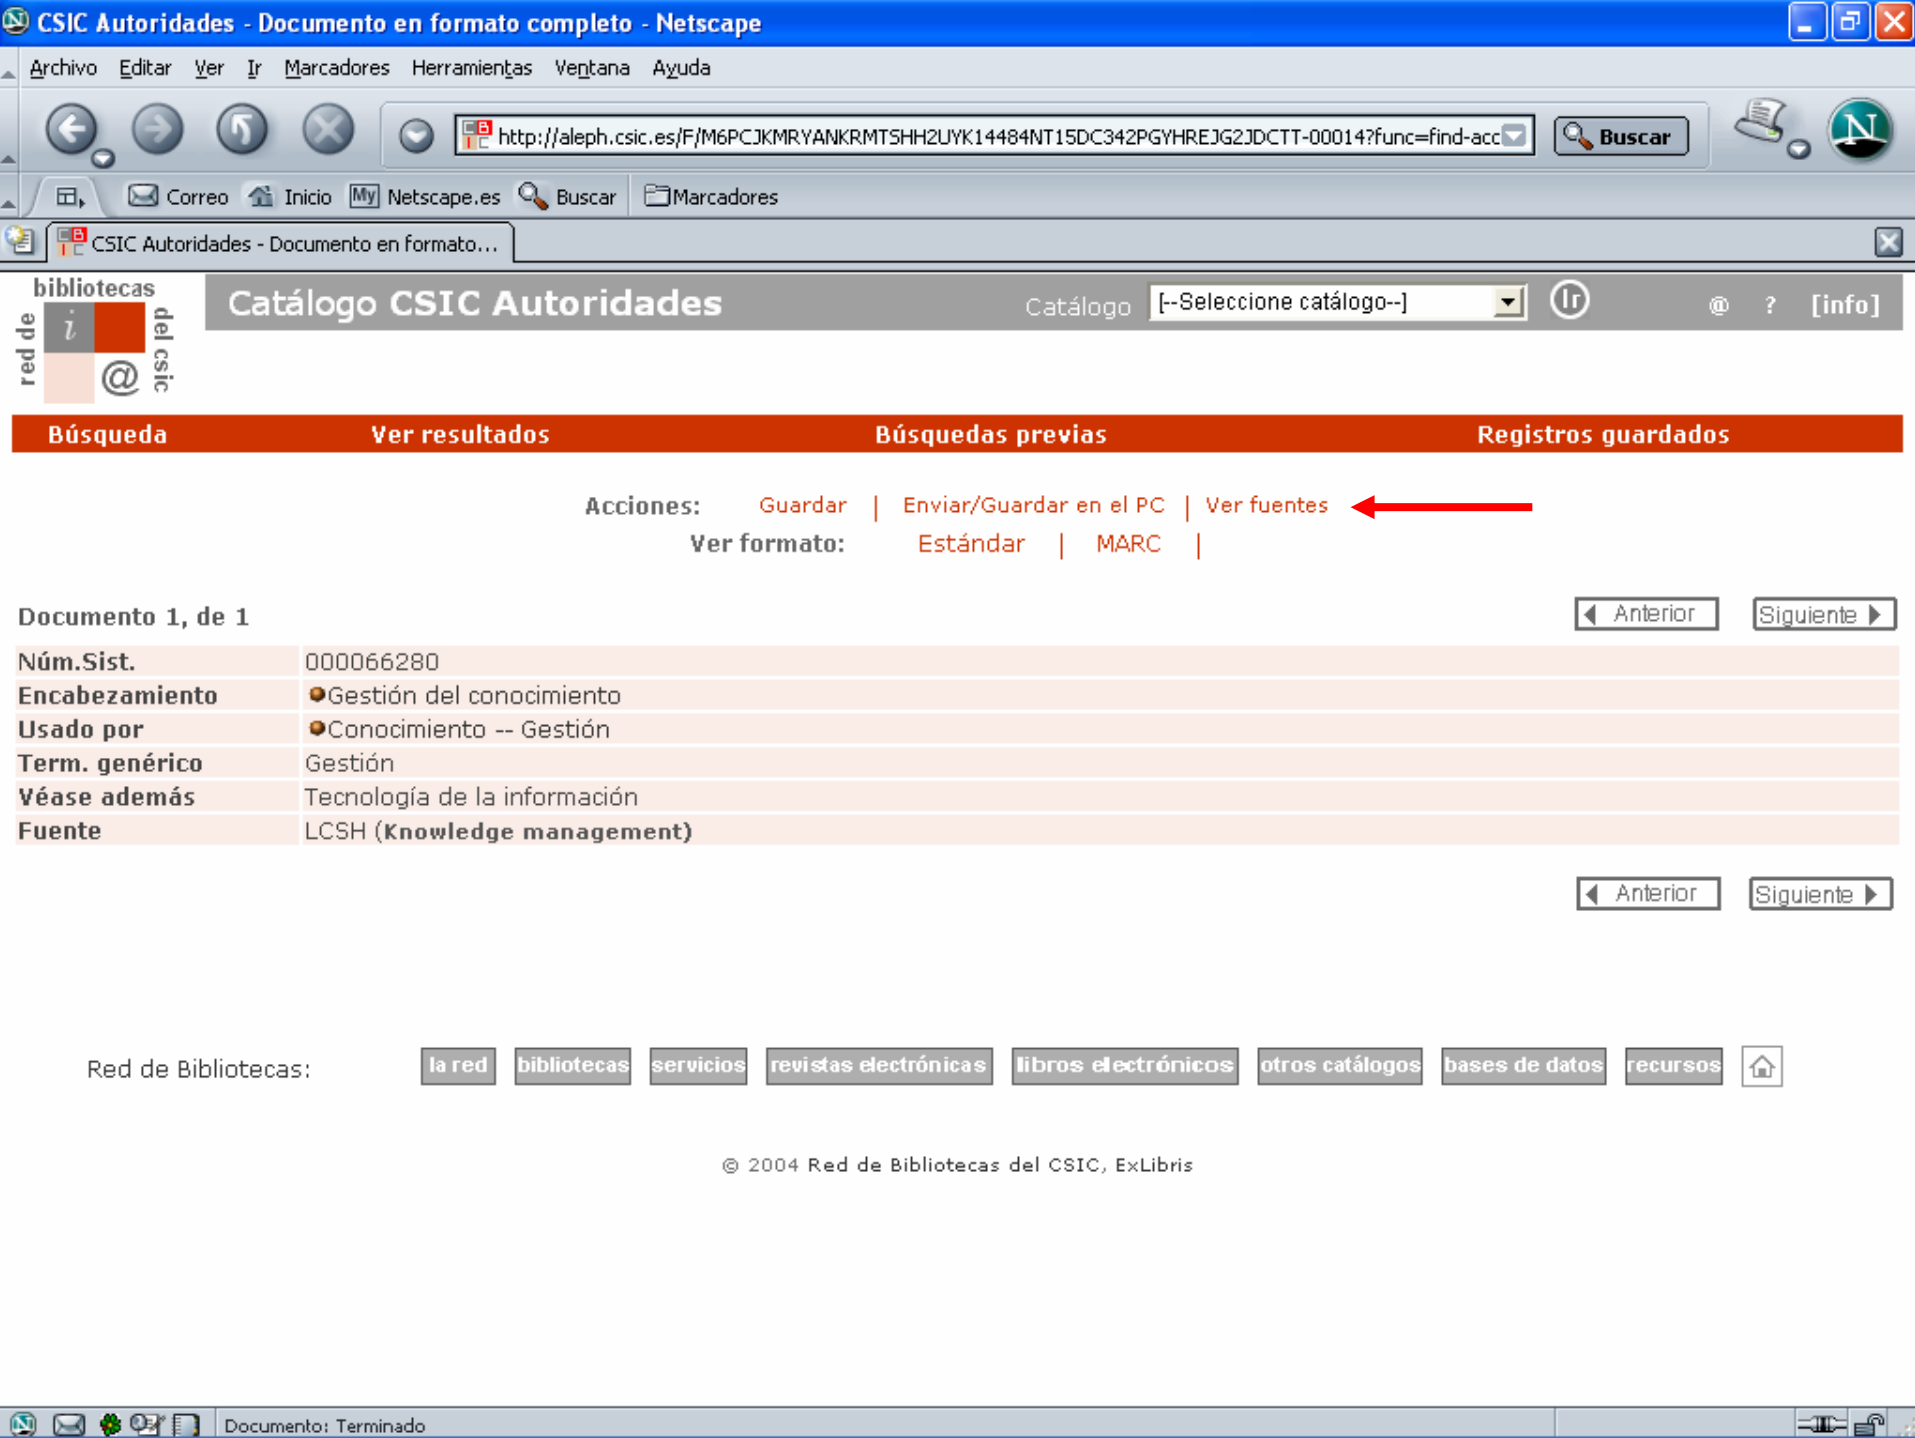 CSIC Autoridades - Documento en formato completo - Netscape
Archivo Editar Ver Ir Marcadores Herramientas Ventana Ayuda
http://aleph.csic.es/F/M6PCJKMRYANKRMTSHH2UYK14484NT15DC342PGYHREJG2JDCTT-00014?func=find-acc Buscar N
Correo Inicio My Netscape.es Buscar Marcadores
CSIC Autoridades - Documento en formato...
bibliotecas
red de
del csic
i
@
Catálogo CSIC Autoridades Catálogo [--Seleccione catálogo--] Ir @ ? [info]
Búsqueda Ver resultados Búsquedas previas Registros guardados
Acciones: Guardar | Enviar/Guardar en el PC | Ver fuentes
Ver formato: Estándar | MARC |
Documento 1, de 1 Anterior Siguiente
Núm.Sist. 000066280
Encabezamiento Gestión del conocimiento
Usado por Conocimiento -- Gestión
Term. genérico Gestión
Véase además Tecnología de la información
Fuente LCSH (Knowledge management)
Anterior Siguiente
Red de Bibliotecas: la red bibliotecas servicios revistas electrónicas libros electrónicos otros catálogos bases de datos recursos
© 2004 Red de Bibliotecas del CSIC, ExLibris
Documento: Terminado